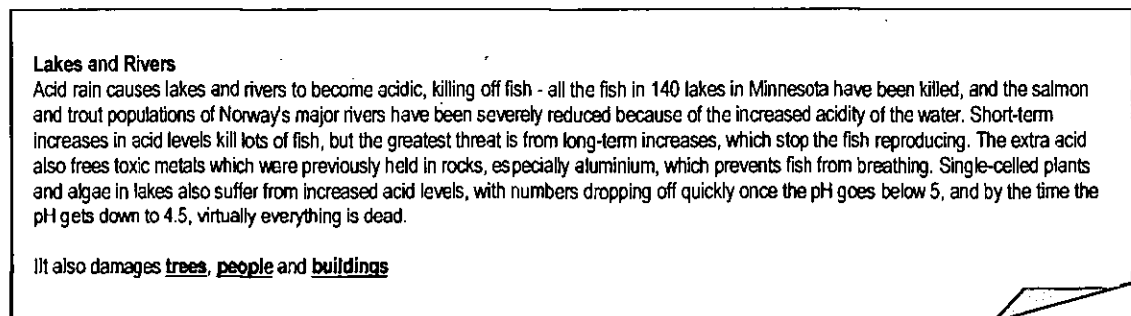 Lakes and Rivers
Acid rain causes lakes and rivers to become acidic, killing off fish - all the fish in 140 lakes in Minnesota have been killed, and the salmon
and trout populations of Norway's major rivers have been severely reduced because of the increased acidity of the water. Short-term
increases in acid levels kill lots of fish, but the greatest threat is from long-term increases, which stop the fish reproducing. The extra acid
also frees toxic metals which were previously held in rocks, especially aluminium, which prevents fish from breathing. Single-celled plants
and algae in lakes also suffer from increased acid levels, with numbers dropping off quickly once the pH goes below 5, and by the time the
pH gets down to 4.5, virtually everything is dead.
IIt also damages trees, people and buildings